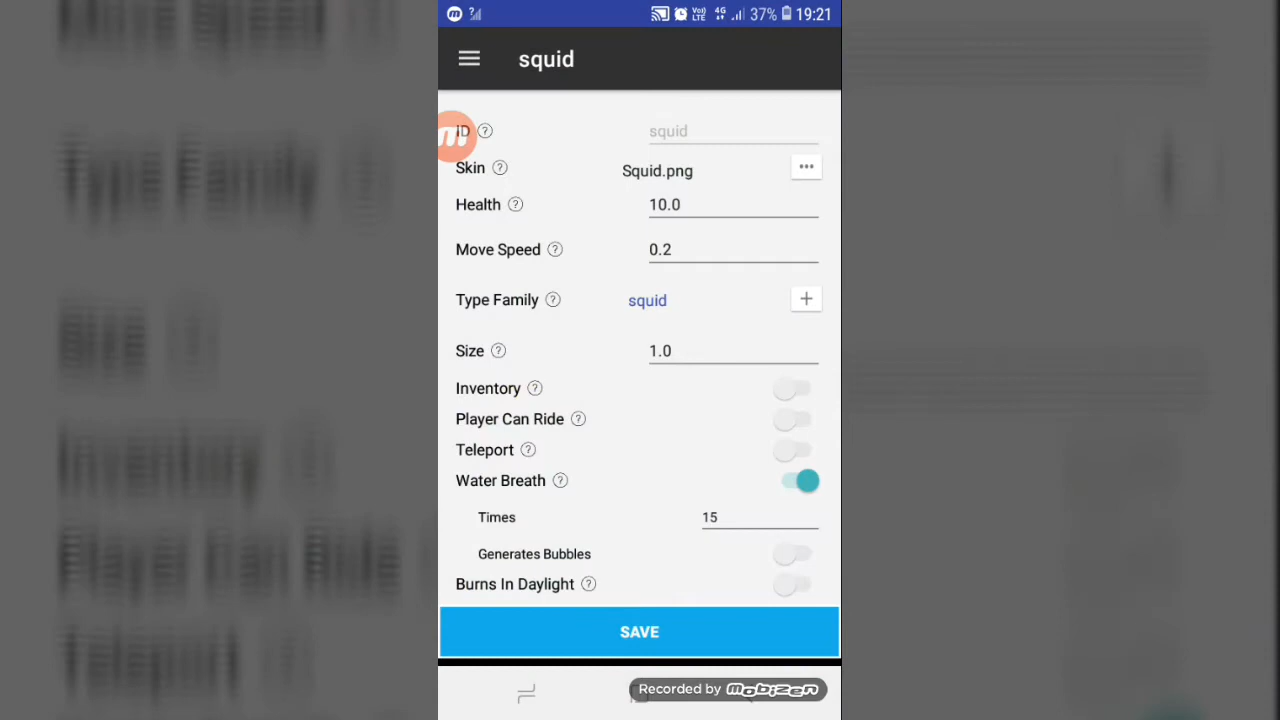 37% 19:21
squid
ID squid
Skin Squid.png
Health 10.0
Move Speed 0.2
Type Family squid +
Size 1.0
Inventory
Player Can Ride
Teleport
Water Breath
Times 15
Generates Bubbles
Burns In Daylight
SAVE
Recorded by mobizen